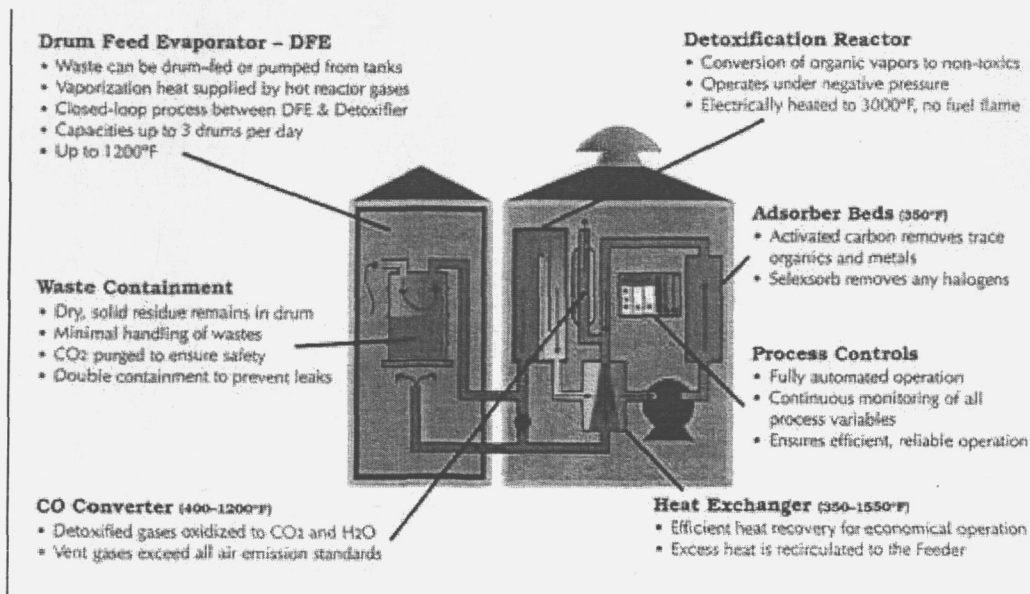 Drum Feed Evaporator – DFE
• Waste can be drum-fed or pumped from tanks
• Vaporization heat supplied by hot reactor gases
• Closed-loop process between DFE & Detoxifier
• Capacities up to 3 drums per day
• Up to 1200°F
Waste Containment
• Dry, solid residue remains in drum
• Minimal handling of wastes
• CO2 purged to ensure safety
• Double containment to prevent leaks
CO Converter (400–1200°F)
• Detoxified gases oxidized to CO2 and H2O
• Vent gases exceed all air emission standards
Detoxification Reactor
• Conversion of organic vapors to non-toxics
• Operates under negative pressure
• Electrically heated to 3000°F, no fuel flame
Adsorber Beds (350°F)
• Activated carbon removes trace
organics and metals
• Selexsorb removes any halogens
Process Controls
• Fully automated operation
• Continuous monitoring of all
process variables
• Ensures efficient, reliable operation
Heat Exchanger (350–1550°F)
• Efficient heat recovery for economical operation
• Excess heat is recirculated to the Feeder